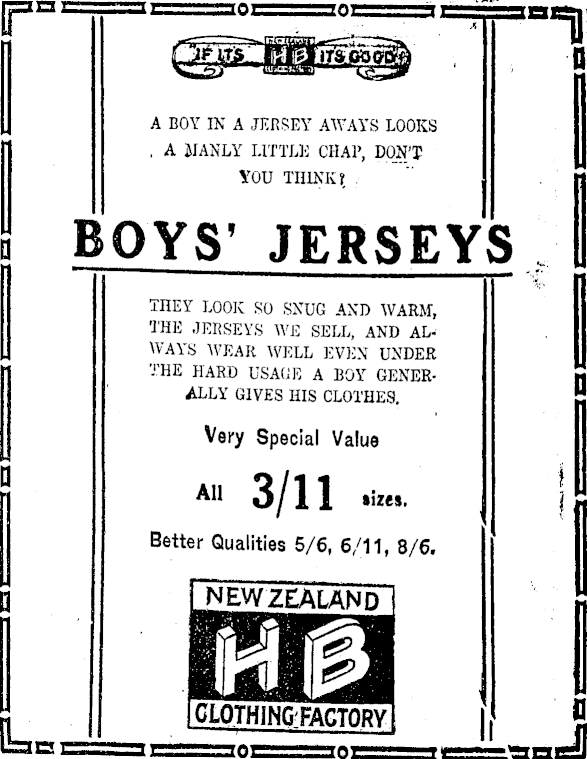 NEW ZEALAND
"IF IT'S HB IT'S GOOD"
A BOY IN A JERSEY AWAYS LOOKS
A MANLY LITTLE CHAP, DON'T
YOU THINK?
BOYS' JERSEYS
THEY LOOK SO SNUG AND WARM,
THE JERSEYS WE SELL, AND AL-
WAYS WEAR WELL EVEN UNDER
THE HARD USAGE A BOY GENER-
ALLY GIVES HIS CLOTHES.
Very Special Value
All 3/11 sizes.
Better Qualities 5/6, 6/11, 8/6.
NEW ZEALAND
HB
CLOTHING FACTORY